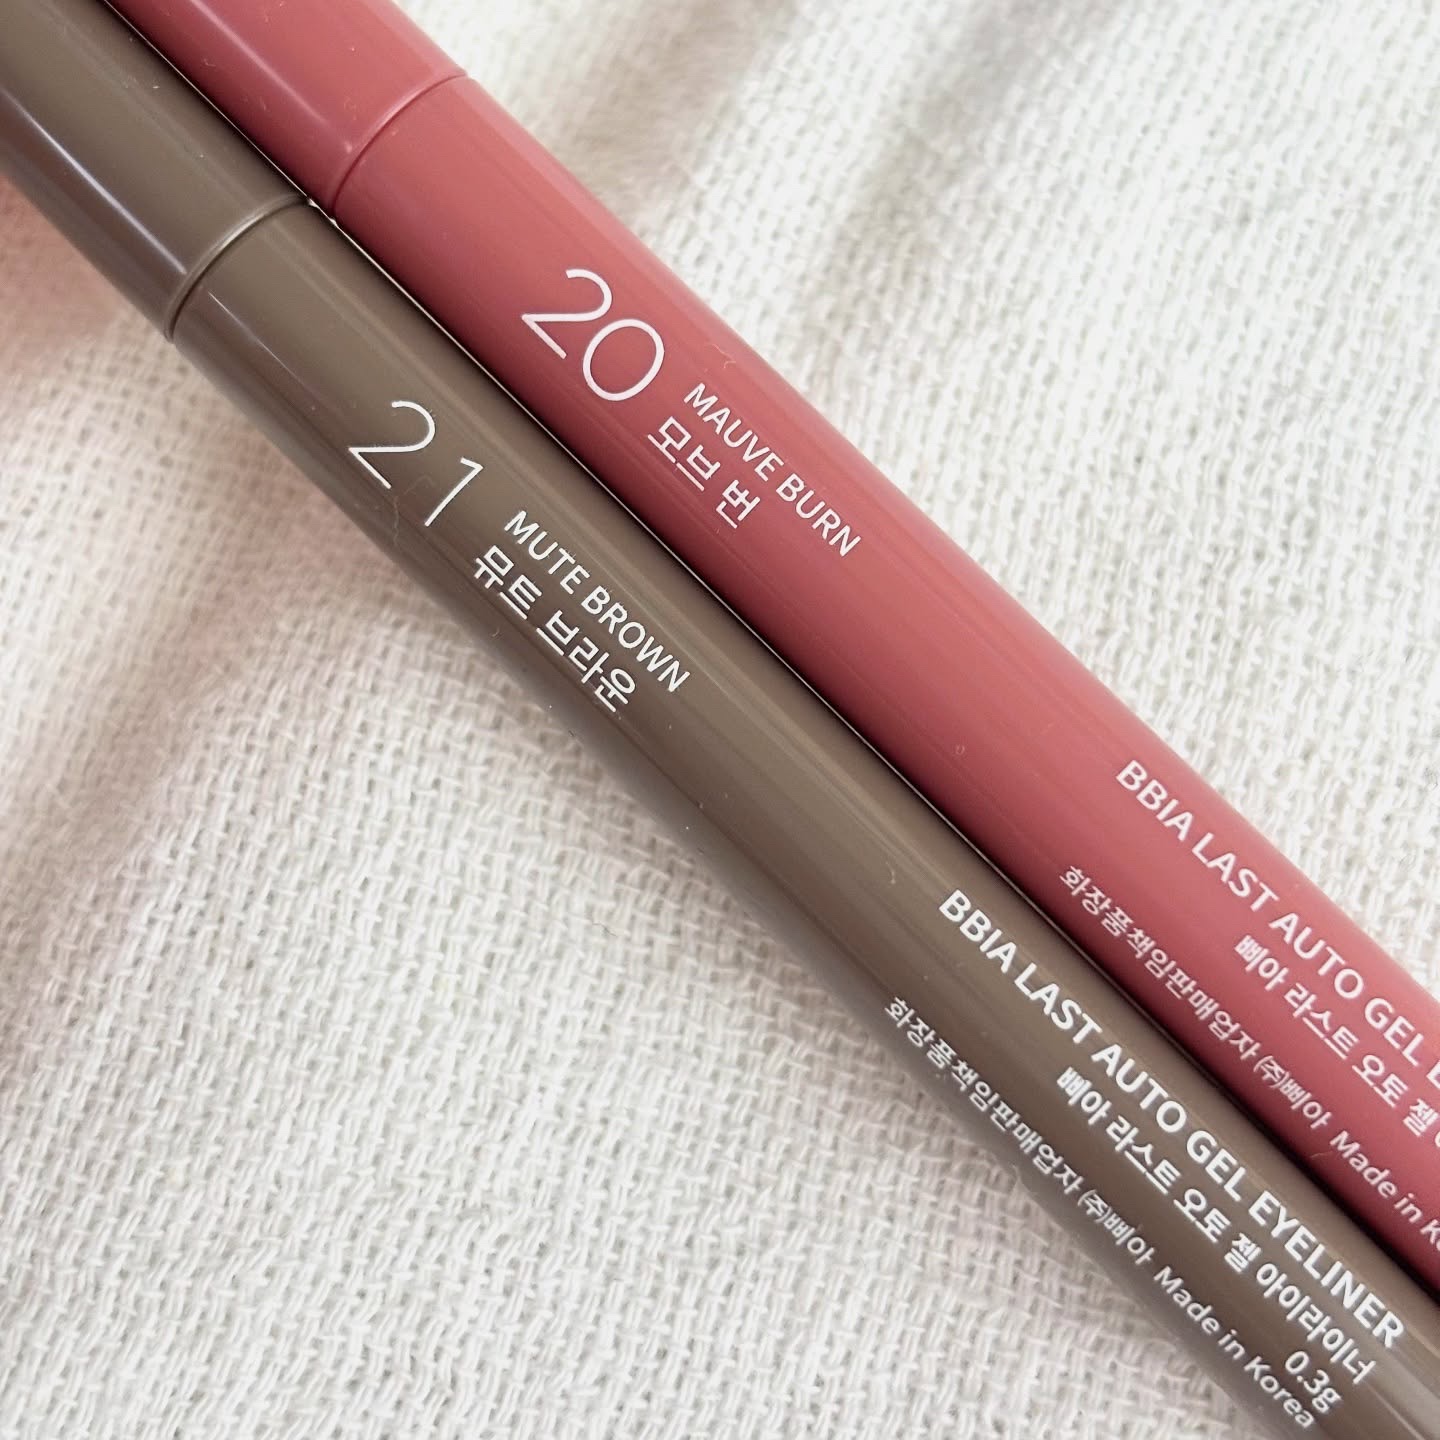 20
MAUVE BURN
모브 번
BBIA LAST AUTO GEL
삐아 라스트 오토 젤
화장품책임판매업자 (주)삐아 Made in
21
MUTE BROWN
뮤트 브라운
BBIA LAST AUTO GEL EYELINER
삐아 라스트 오토 젤 아이라이너
0.3g
화장품책임판매업자 (주)삐아 Made in Korea